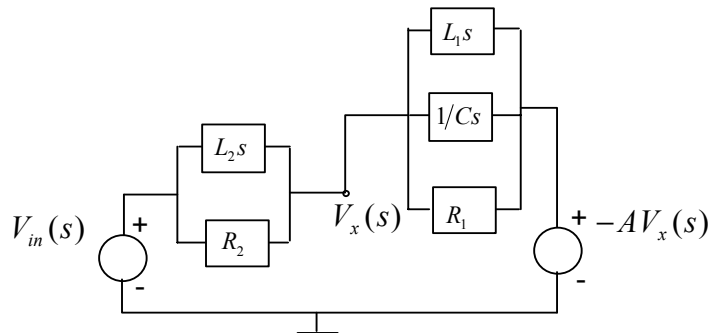 L₁s
1/Cs
L₂s
R₁
V_x(s)
R₂
V_in(s)
+
-
+
-
-AV_x(s)